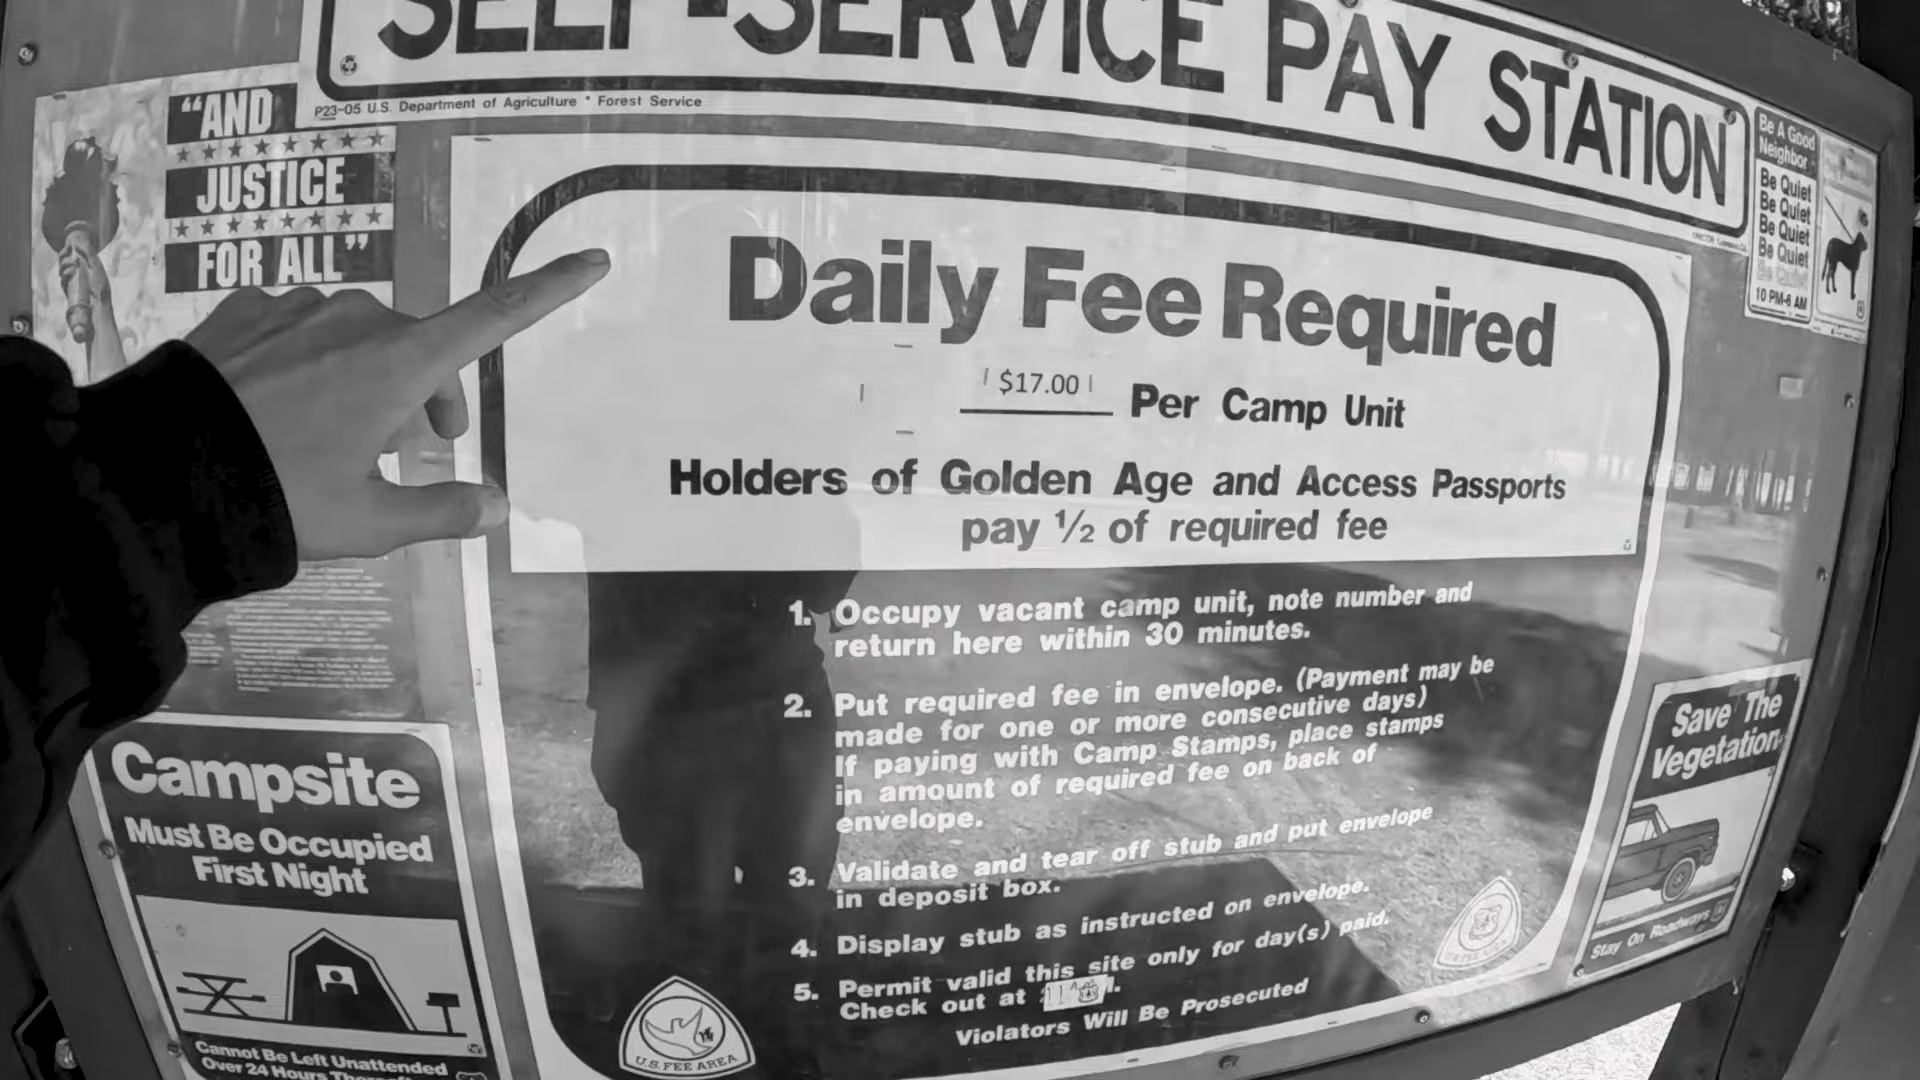 SELF-SERVICE PAY STATION
P23-05 U.S. Department of Agriculture * Forest Service
“AND
JUSTICE
FOR ALL”
Daily Fee Required
$17.00 Per Camp Unit
Holders of Golden Age and Access Passports
pay ½ of required fee
1. Occupy vacant camp unit, note number and
return here within 30 minutes.
2. Put required fee in envelope. (Payment may be
made for one or more consecutive days)
If paying with Camp Stamps, place stamps
in amount of required fee on back of
envelope.
3. Validate and tear off stub and put envelope
in deposit box.
4. Display stub as instructed on envelope.
5. Permit valid this site only for day(s) paid.
Check out at 11
Violators Will Be Prosecuted
U.S. FEE AREA
Campsite
Must Be Occupied
First Night
Cannot Be Left Unattended
Over 24 Hours
Be A Good
Neighbor
Be Quiet
Be Quiet
Be Quiet
Be Quiet
Be Quiet
10 PM-6 AM
Save The
Vegetation
Stay On Roadways